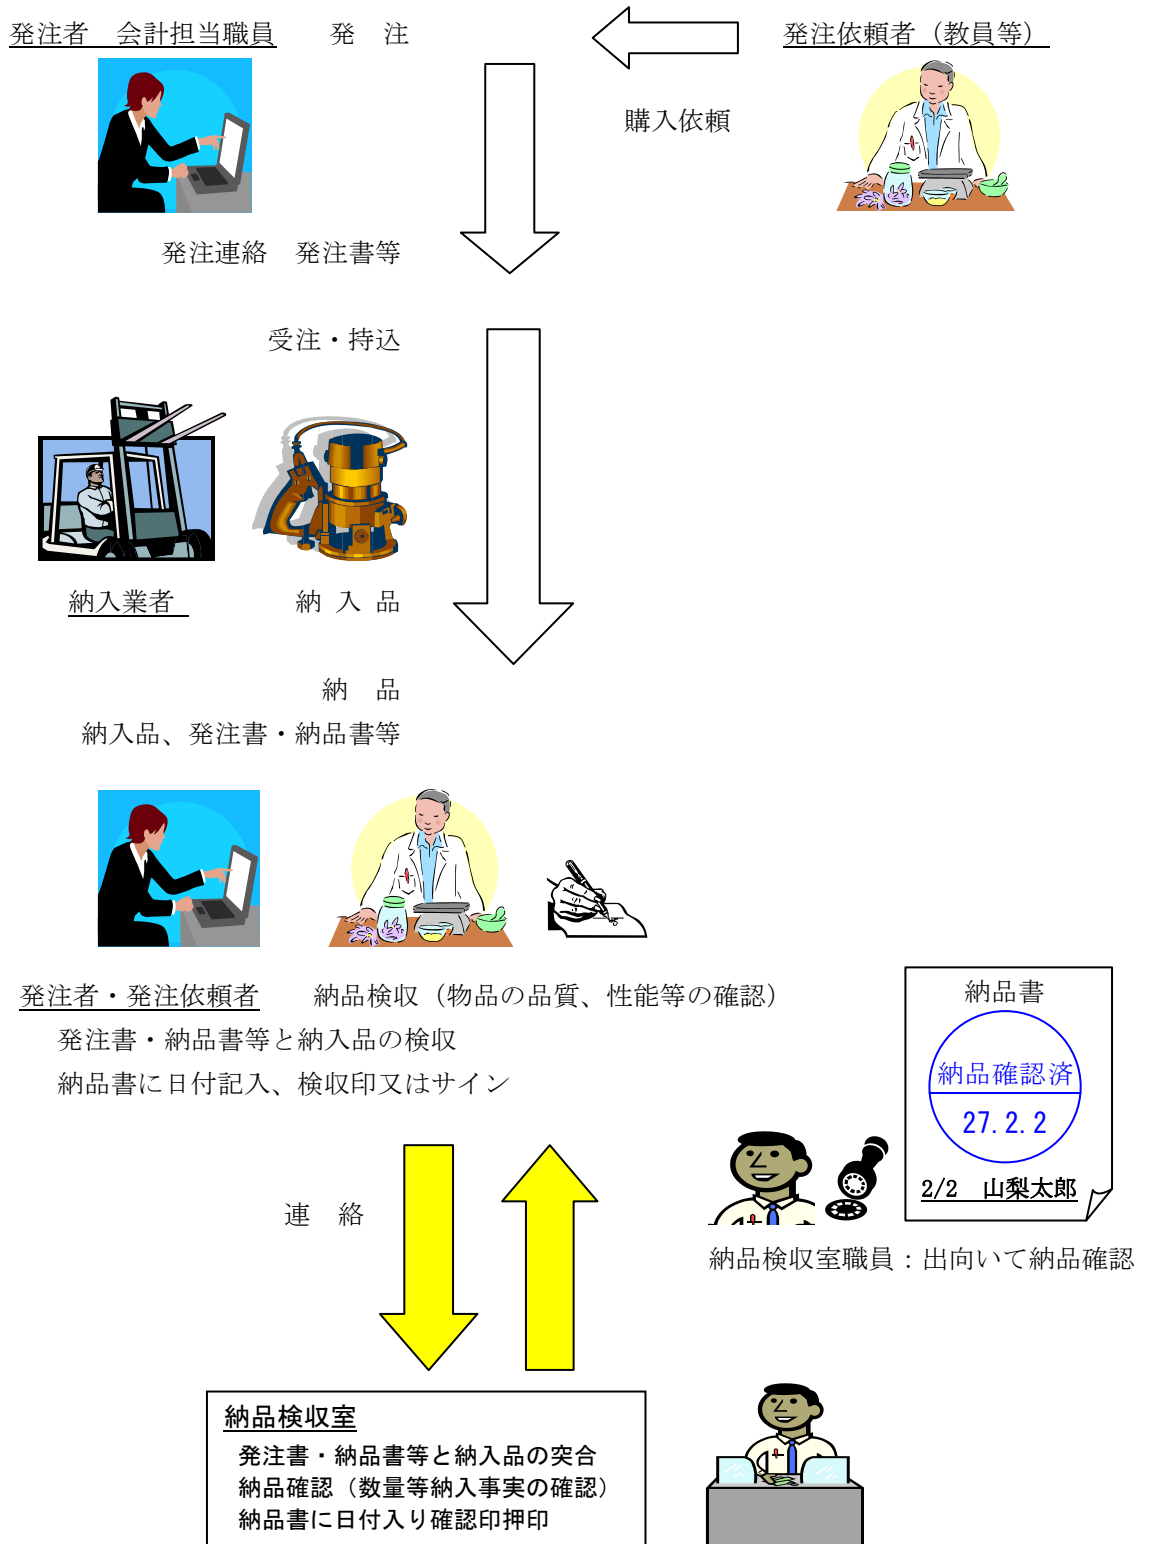 発注者　会計担当職員　　発　注
発注依頼者（教員等）
購入依頼
発注連絡　発注書等
受注・持込
納入業者
納 入 品
納　品
納入品、発注書・納品書等
発注者・発注依頼者　　納品検収（物品の品質、性能等の確認）
発注書・納品書等と納入品の検収
納品書に日付記入、検収印又はサイン
納品書
納品確認済
27.2.2
2/2　山梨太郎
連　絡
納品検収室職員：出向いて納品確認
納品検収室
発注書・納品書等と納入品の突合
納品確認（数量等納入事実の確認）
納品書に日付入り確認印押印